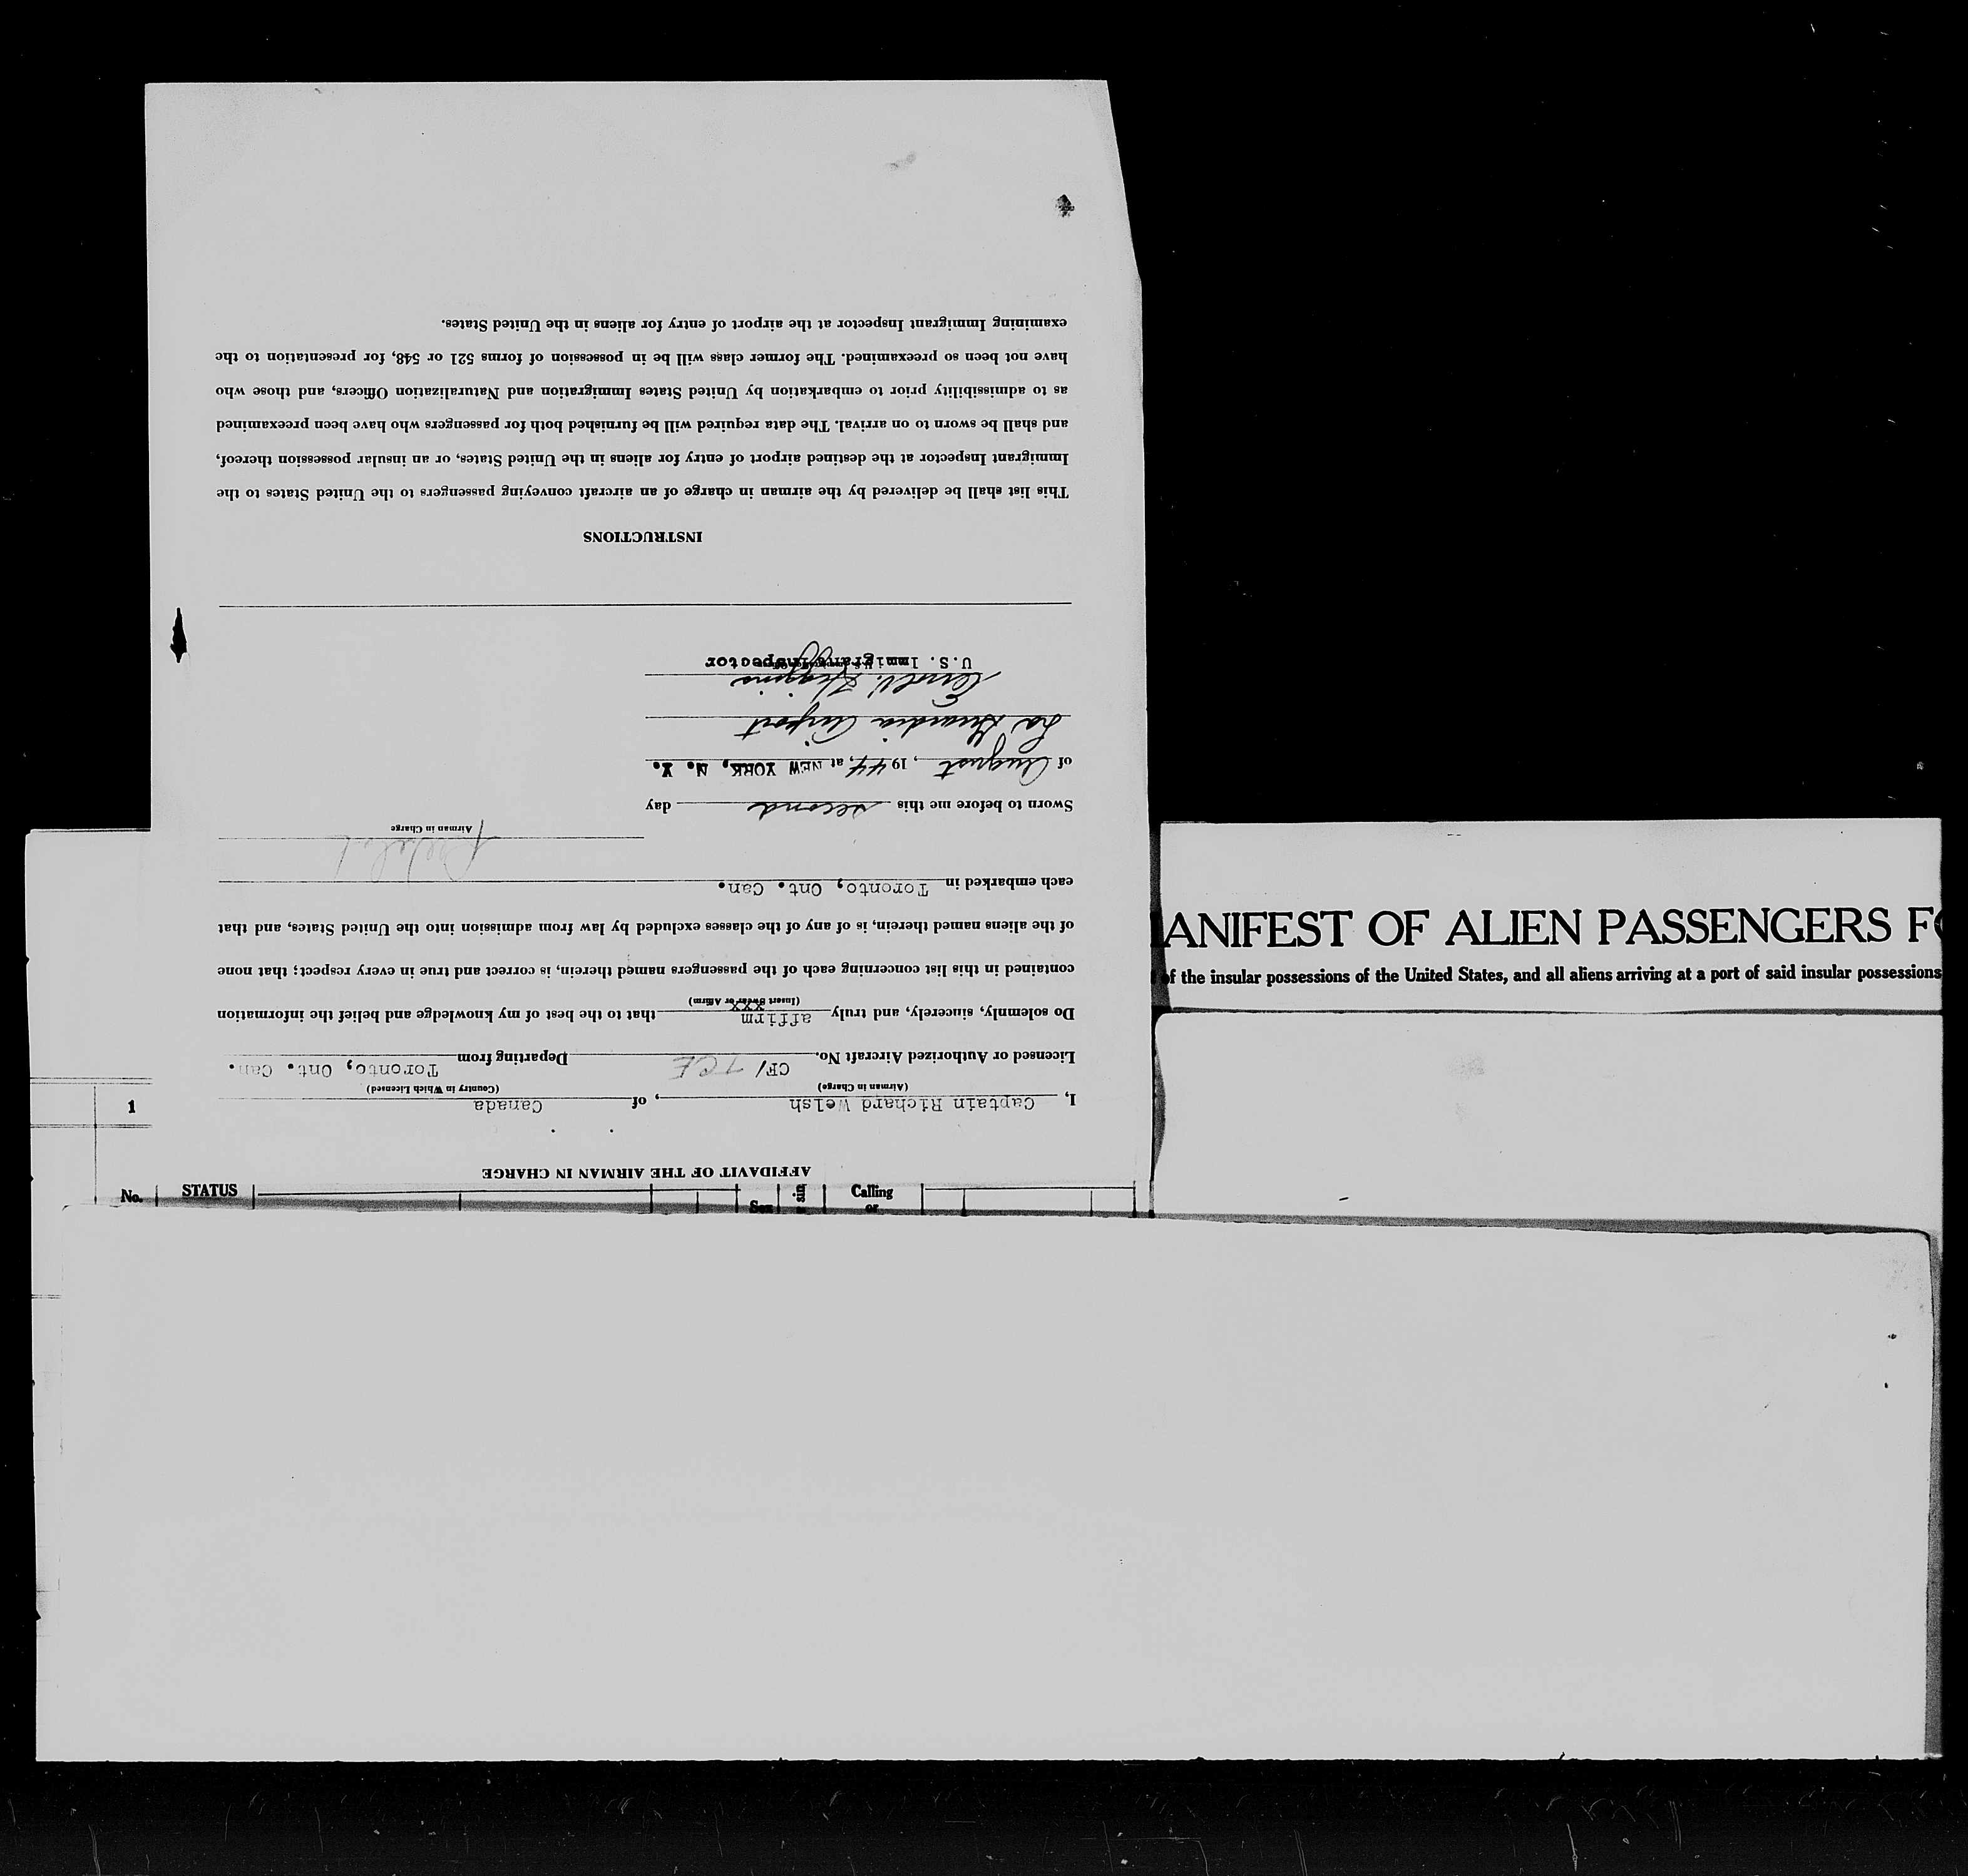 AFFIDAVIT OF THE AIRMAN IN CHARGE
I, Captain Richard Welsh, of Canada
(Airman in Charge) (Country in Which Licensed)
Licensed or Authorized Aircraft No. CF/ TCE Departing from Toronto, Ont. Can.
Do solemnly, sincerely, and truly affirm that to the best of my knowledge and belief the information
(Insert Swear or Affirm)
contained in this list concerning each of the passengers named therein, is correct and true in every respect; that none
of the aliens named therein, is of any of the classes excluded by law from admission into the United States, and that
each embarked in Toronto, Ont. Can.
Airman in Charge
Sworn to before me this second day
of August, 1944, at NEW YORK, N. Y.
La Guardia Airport
Higgins
U.S. Immigrant Inspector
INSTRUCTIONS
This list shall be delivered by the airman in charge of an aircraft conveying passengers to the United States to the
Immigrant Inspector at the destined airport of entry for aliens in the United States, or an insular possession thereof,
and shall be sworn to on arrival. The data required will be furnished both for passengers who have been preexamined
as to admissibility prior to embarkation by United States Immigration and Naturalization Officers, and those who
have not been so preexamined. The former class will be in possession of forms 521 or 548, for presentation to the
examining Immigrant Inspector at the airport of entry for aliens in the United States.
ANIFEST OF ALIEN PASSENGERS FO
of the insular possessions of the United States, and all aliens arriving at a port of said insular possessions
1
No. STATUS Sex Calling
or